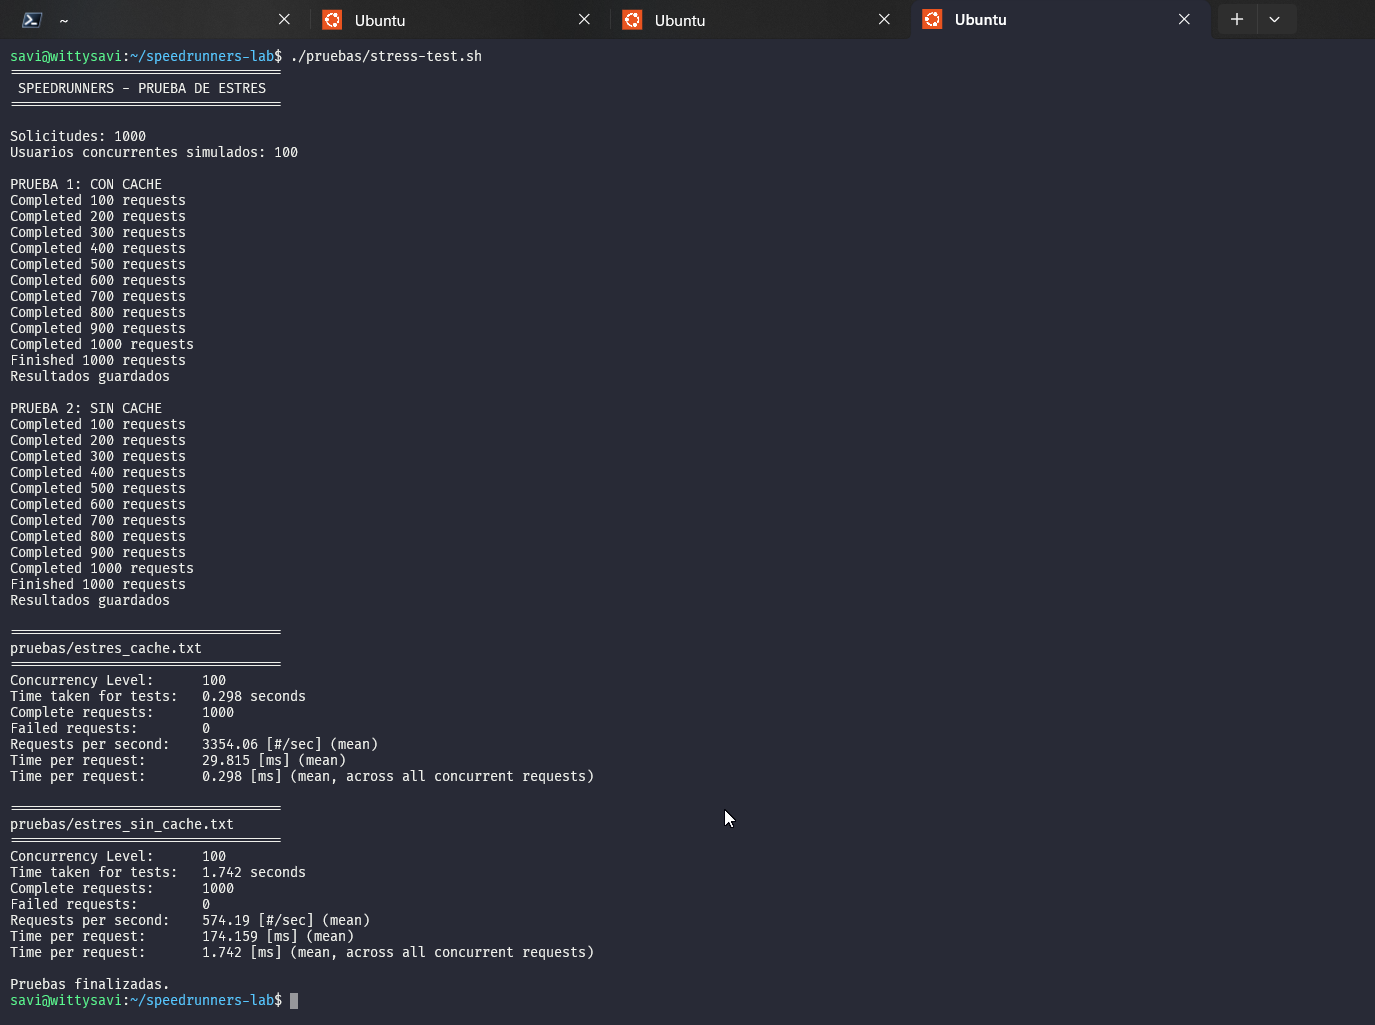 ~
Ubuntu
Ubuntu
Ubuntu
savi@wittysavi:~/speedrunners-lab$ ./pruebas/stress-test.sh
==================================
 SPEEDRUNNERS - PRUEBA DE ESTRES
==================================
Solicitudes: 1000
Usuarios concurrentes simulados: 100
PRUEBA 1: CON CACHE
Completed 100 requests
Completed 200 requests
Completed 300 requests
Completed 400 requests
Completed 500 requests
Completed 600 requests
Completed 700 requests
Completed 800 requests
Completed 900 requests
Completed 1000 requests
Finished 1000 requests
Resultados guardados
PRUEBA 2: SIN CACHE
Completed 100 requests
Completed 200 requests
Completed 300 requests
Completed 400 requests
Completed 500 requests
Completed 600 requests
Completed 700 requests
Completed 800 requests
Completed 900 requests
Completed 1000 requests
Finished 1000 requests
Resultados guardados
==================================
pruebas/estres_cache.txt
==================================
Concurrency Level:      100
Time taken for tests:   0.298 seconds
Complete requests:      1000
Failed requests:        0
Requests per second:    3354.06 [#/sec] (mean)
Time per request:       29.815 [ms] (mean)
Time per request:       0.298 [ms] (mean, across all concurrent requests)
==================================
pruebas/estres_sin_cache.txt
==================================
Concurrency Level:      100
Time taken for tests:   1.742 seconds
Complete requests:      1000
Failed requests:        0
Requests per second:    574.19 [#/sec] (mean)
Time per request:       174.159 [ms] (mean)
Time per request:       1.742 [ms] (mean, across all concurrent requests)
Pruebas finalizadas.
savi@wittysavi:~/speedrunners-lab$